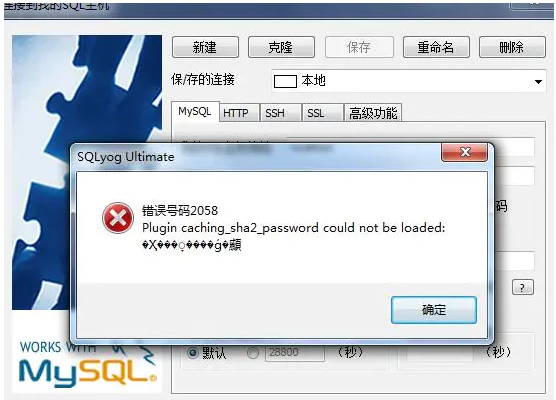 连接到我的SQL主机
新建
克隆
保存
重命名
删除
保/存的连接
本地
MySQL
HTTP
SSH
SSL
高级功能
SQLyog Ultimate
错误号码2058
Plugin caching_sha2_password could not be loaded:
�Ҳ���ָ����ģ�顣
码
?
确定
WORKS WITH
MySQL®
默认
28800
(秒)
(秒)